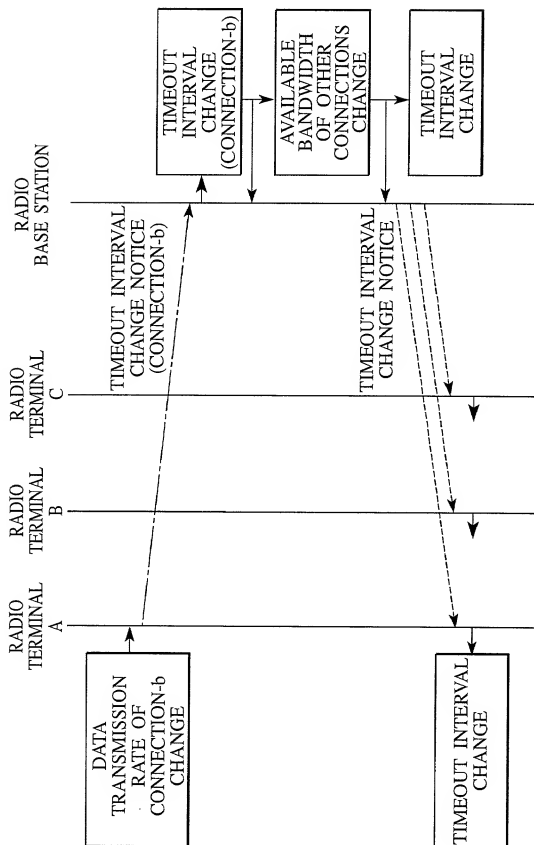 RADIO
TERMINAL
A
RADIO
TERMINAL
B
RADIO
TERMINAL
C
RADIO
BASE STATION
DATA
TRANSMISSION
RATE OF
CONNECTION-b
CHANGE
TIMEOUT INTERVAL
CHANGE NOTICE
(CONNECTION-b)
TIMEOUT
INTERVAL
CHANGE
(CONNECTION-b)
AVAILABLE
BANDWIDTH
OF OTHER
CONNECTIONS
CHANGE
TIMEOUT INTERVAL
CHANGE NOTICE
TIMEOUT
INTERVAL
CHANGE
TIMEOUT INTERVAL
CHANGE